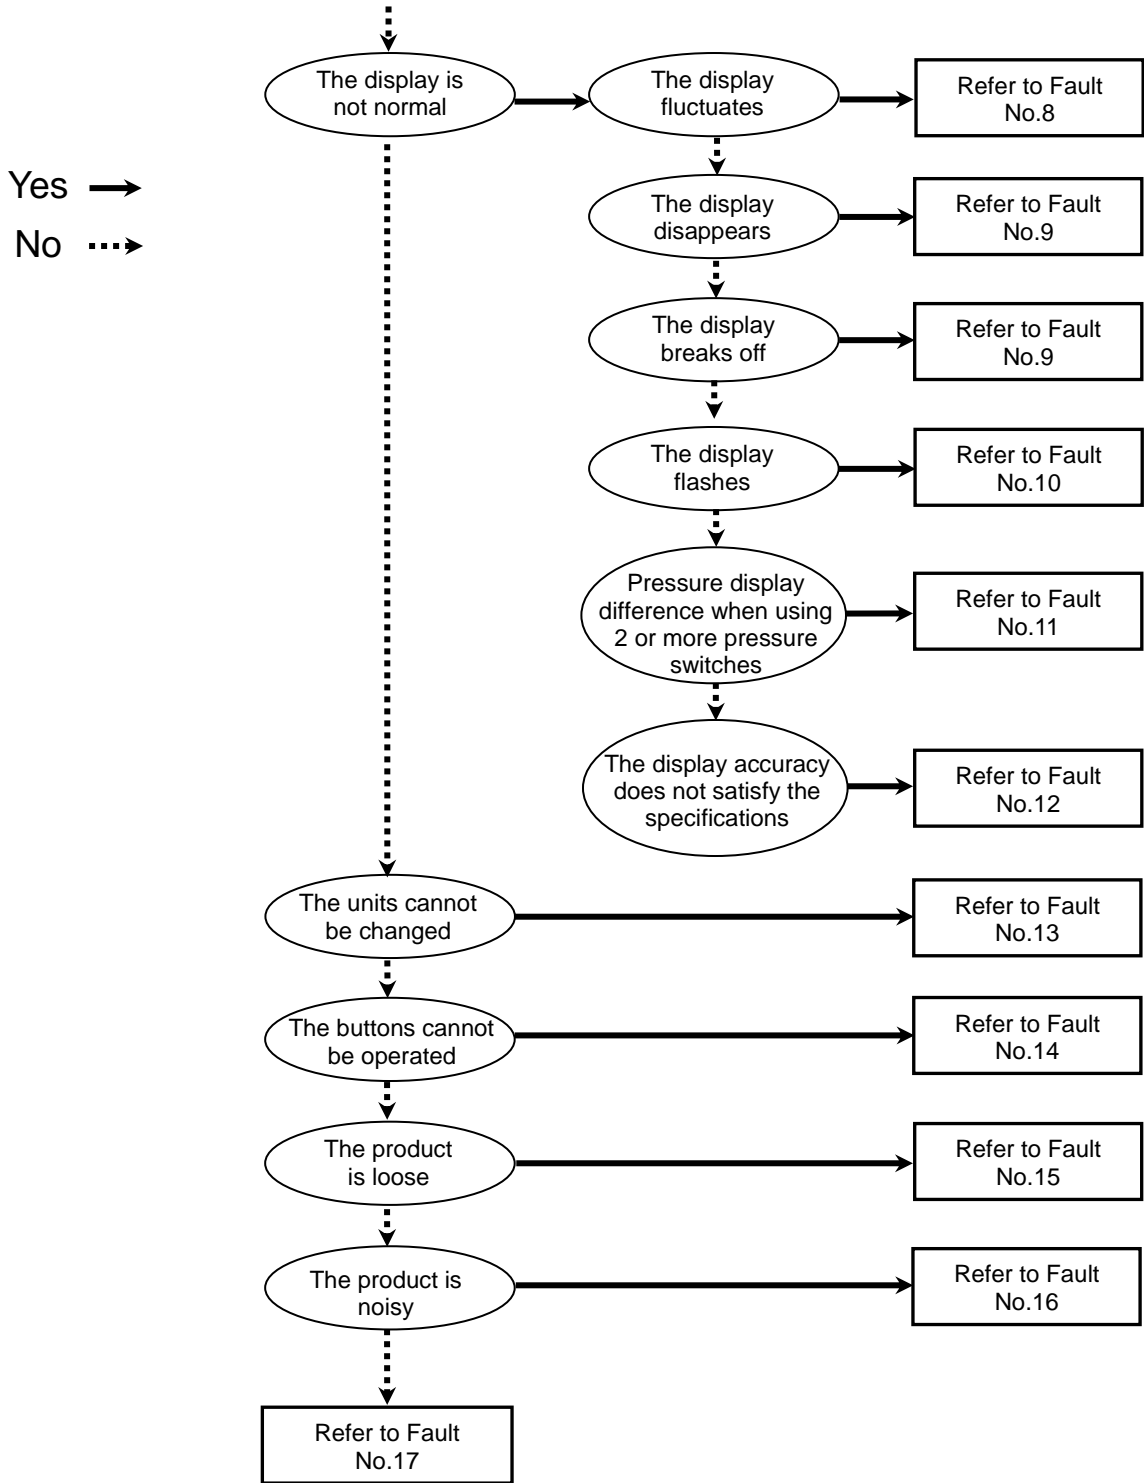 The display is
not normal
The display
fluctuates
Refer to Fault
No.8
Yes
No
The display
disappears
Refer to Fault
No.9
The display
breaks off
Refer to Fault
No.9
The display
flashes
Refer to Fault
No.10
Pressure display
difference when using
2 or more pressure
switches
Refer to Fault
No.11
The display accuracy
does not satisfy the
specifications
Refer to Fault
No.12
The units cannot
be changed
Refer to Fault
No.13
The buttons cannot
be operated
Refer to Fault
No.14
The product
is loose
Refer to Fault
No.15
The product is
noisy
Refer to Fault
No.16
Refer to Fault
No.17